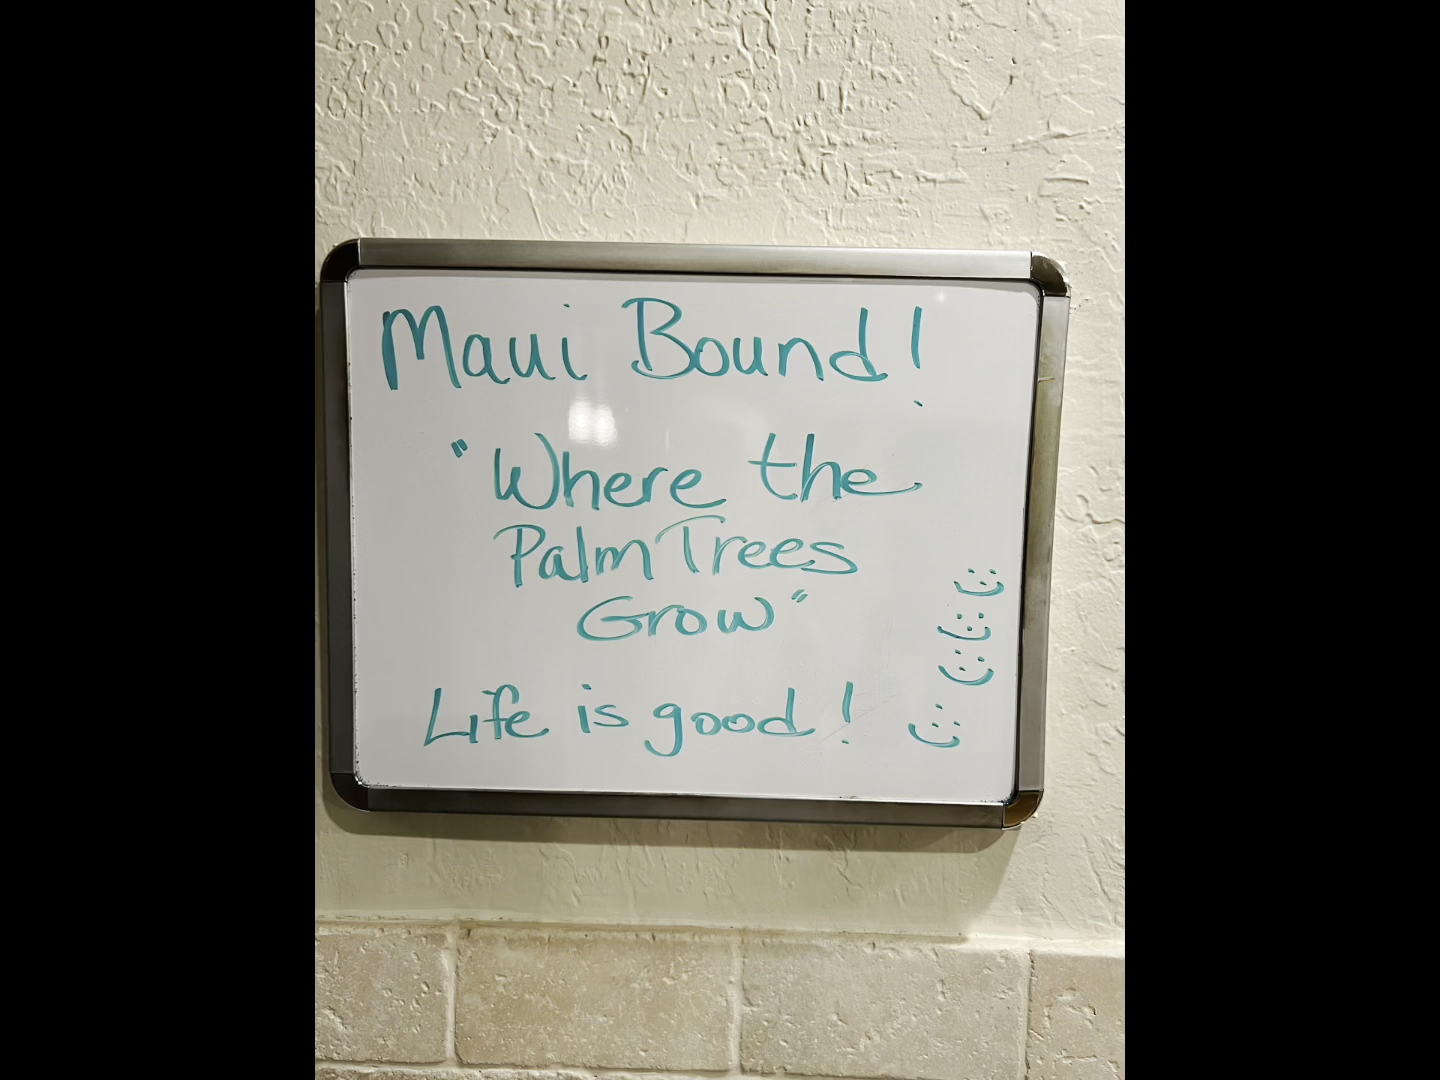 Maui Bound!
"Where the
Palm Trees
Grow"
Life is good!